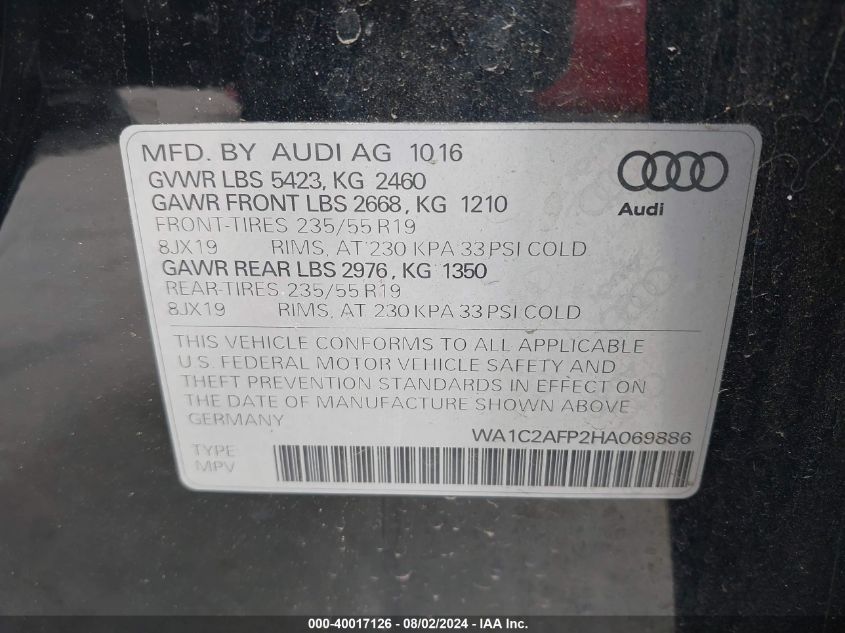 MFD. BY AUDI AG 10.16
GVWR LBS 5423, KG 2460
GAWR FRONT LBS 2668, KG 1210
FRONT-TIRES 235/55 R19
8JX19 RIMS, AT 230 KPA 33 PSI COLD
GAWR REAR LBS 2976, KG 1350
REAR-TIRES 235/55 R19
8JX19 RIMS, AT 230 KPA 33 PSI COLD
Audi
THIS VEHICLE CONFORMS TO ALL APPLICABLE
U.S. FEDERAL MOTOR VEHICLE SAFETY AND
THEFT PREVENTION STANDARDS IN EFFECT ON
THE DATE OF MANUFACTURE SHOWN ABOVE
GERMANY
WA1C2AFP2HA069886
TYPE
MPV
000-40017126 - 08/02/2024 - IAAI Inc.